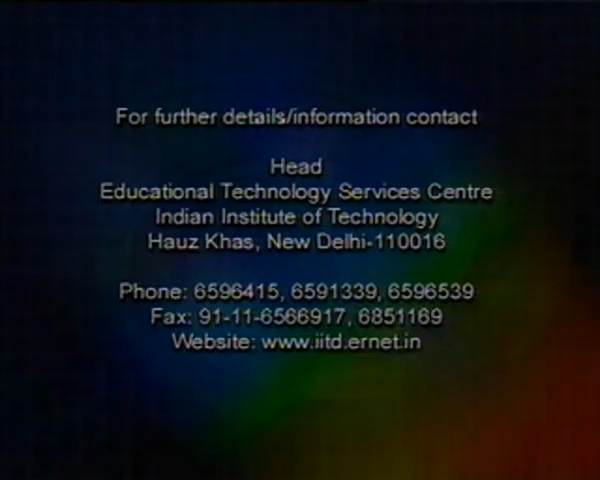 For further details/information contact
Head
Educational Technology Services Centre
Indian Institute of Technology
Hauz Khas, New Delhi-110016
Phone: 6596415, 6591339, 6596539
Fax: 91-11-6566917, 6851169
Website: www.iitd.ernet.in